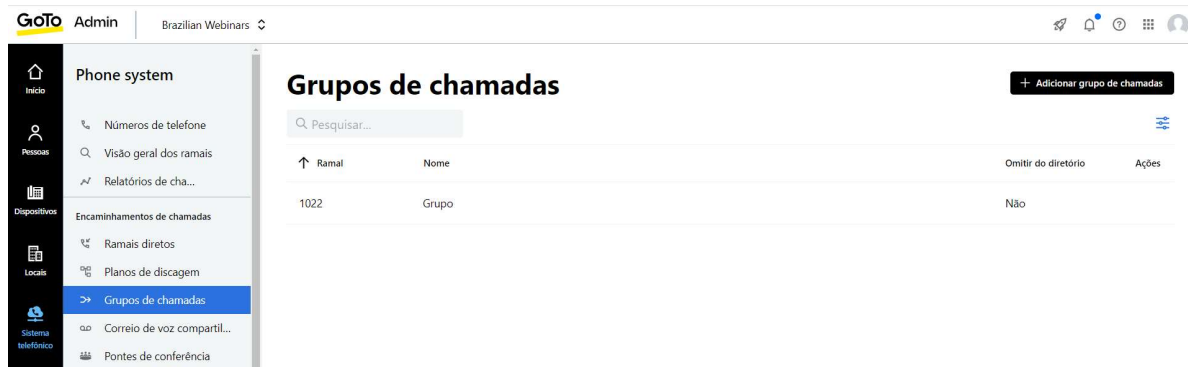 GoTo Admin Brazilian Webinars
Início
Pessoas
Dispositivos
Locais
Sistema
telefônico
Phone system
Números de telefone
Visão geral dos ramais
Relatórios de cha...
Encaminhamentos de chamadas
Ramais diretos
Planos de discagem
Grupos de chamadas
Correio de voz compartil...
Pontes de conferência
Grupos de chamadas
+ Adicionar grupo de chamadas
Pesquisar...
Ramal Nome Omitir do diretório Ações
1022 Grupo Não